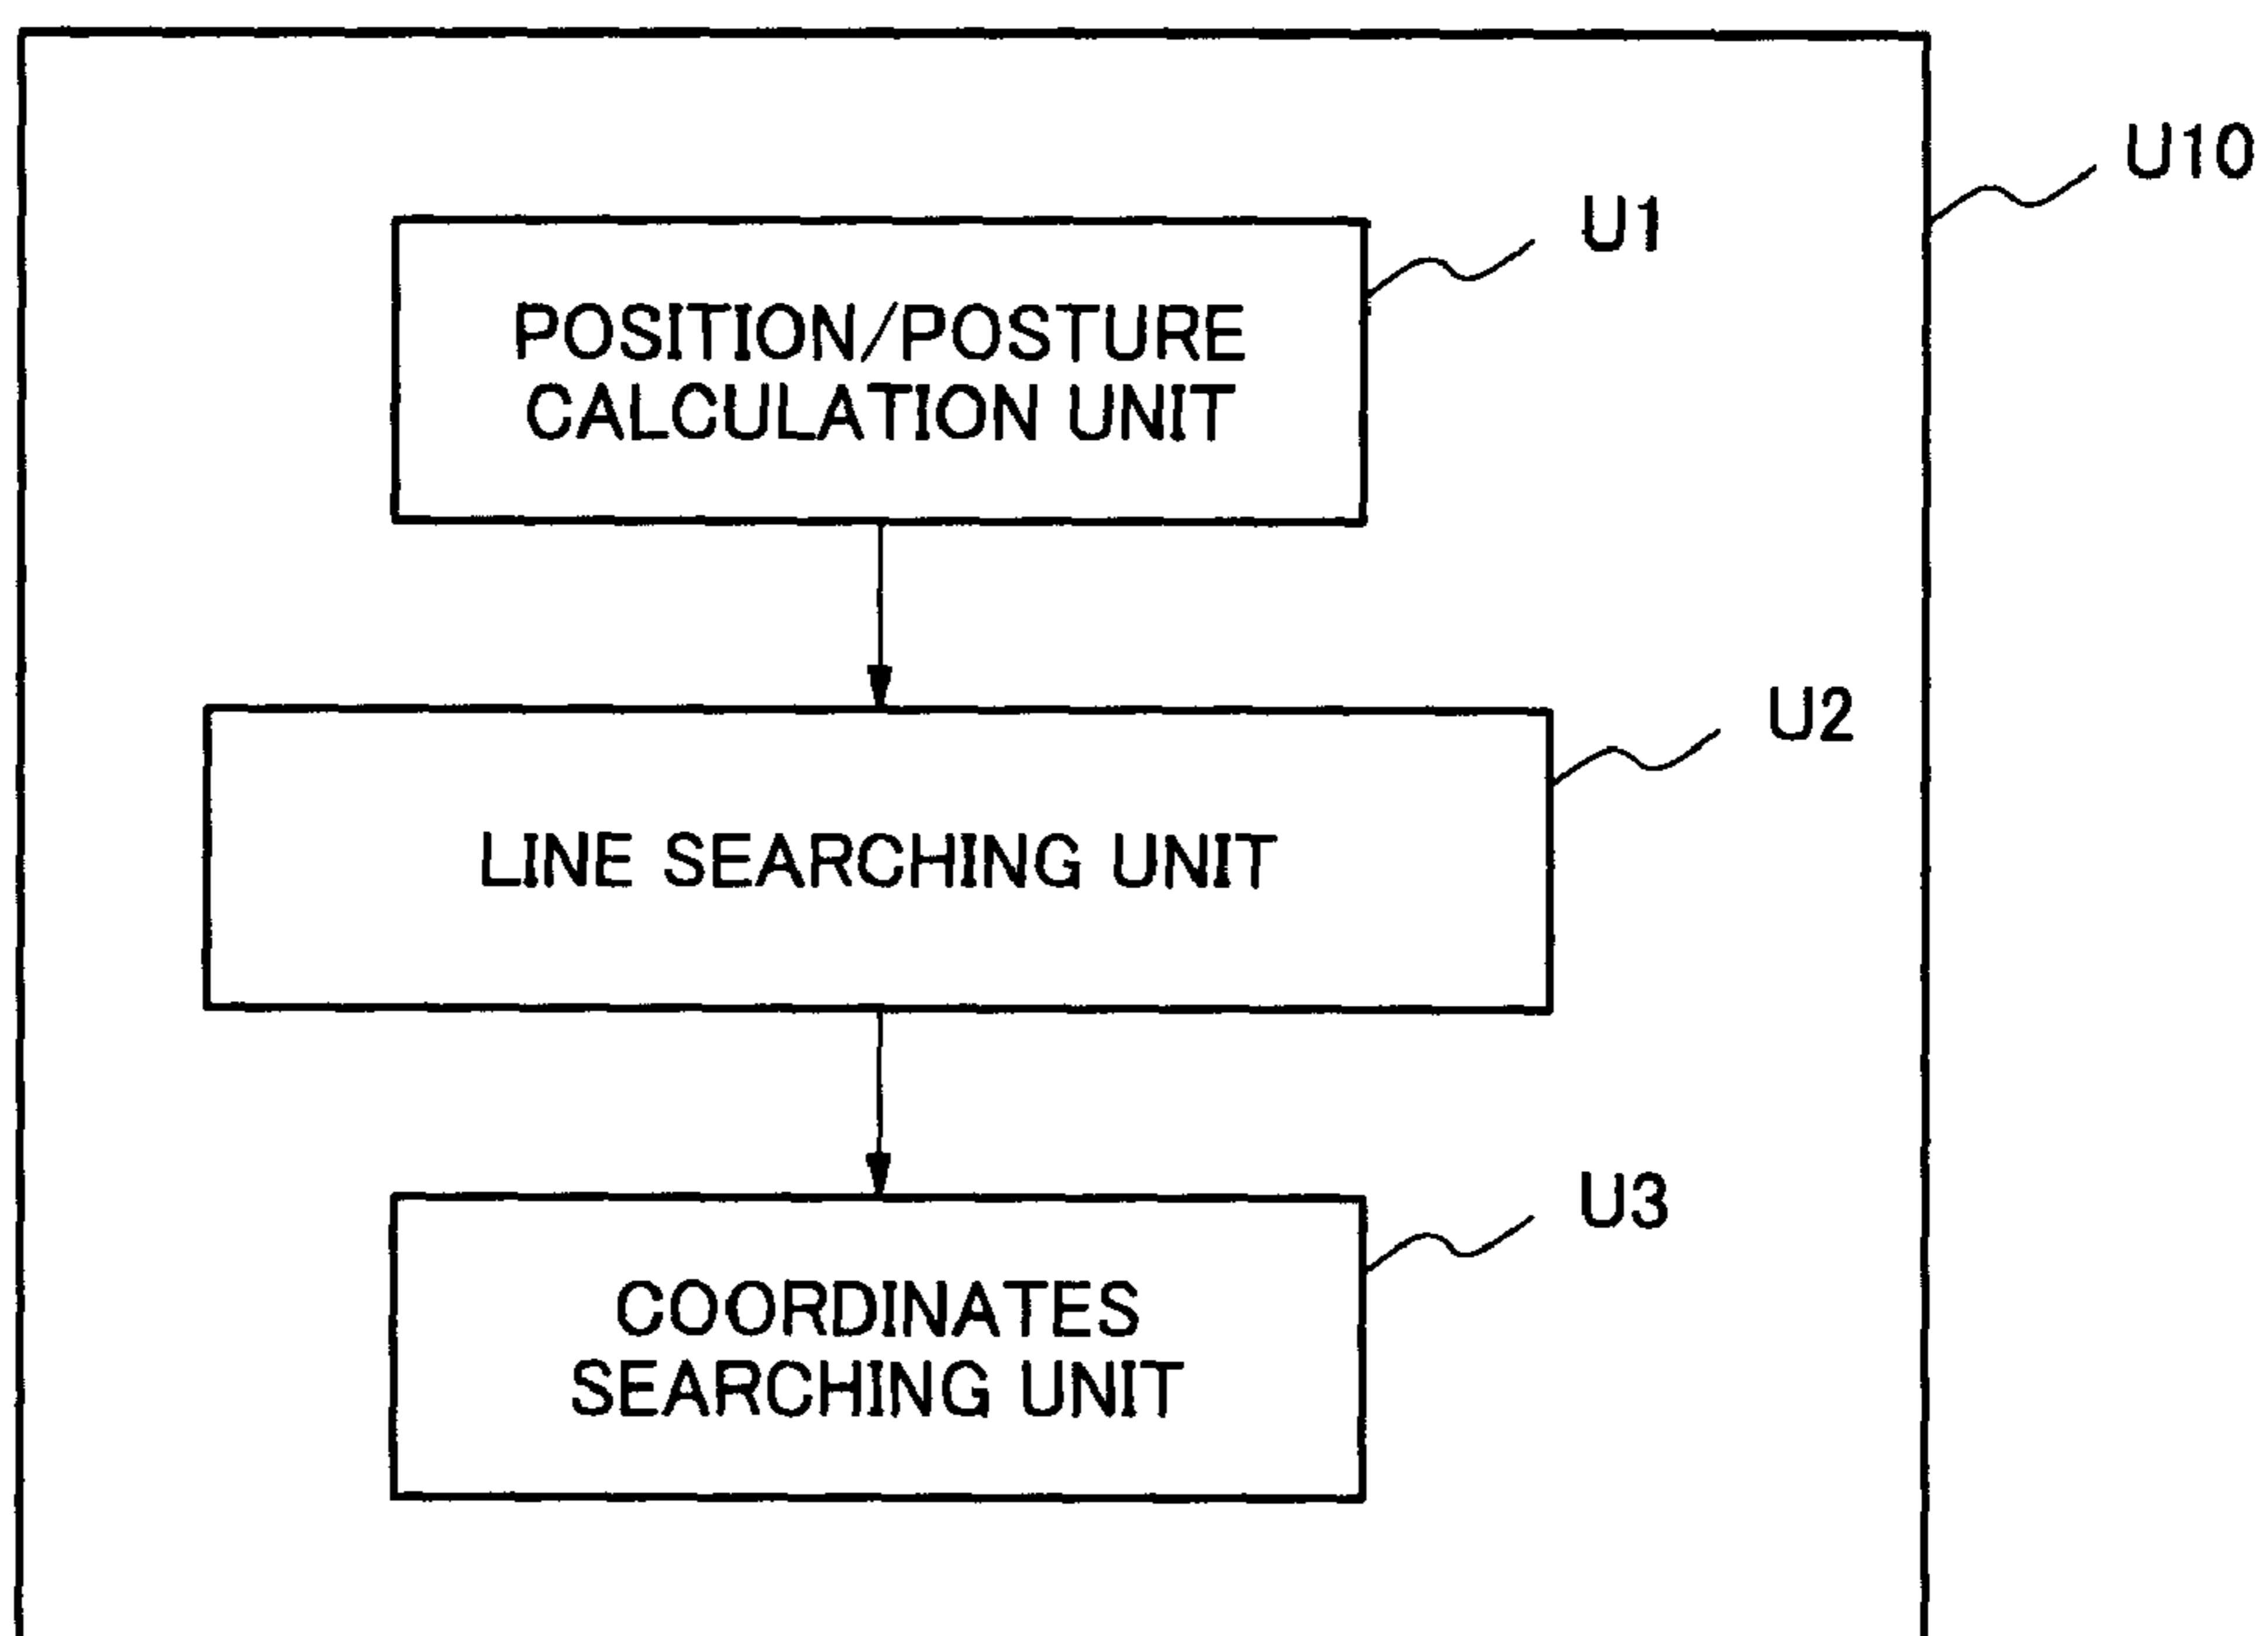 U10
U1
POSITION/POSTURE
CALCULATION UNIT
U2
LINE SEARCHING UNIT
U3
COORDINATES
SEARCHING UNIT